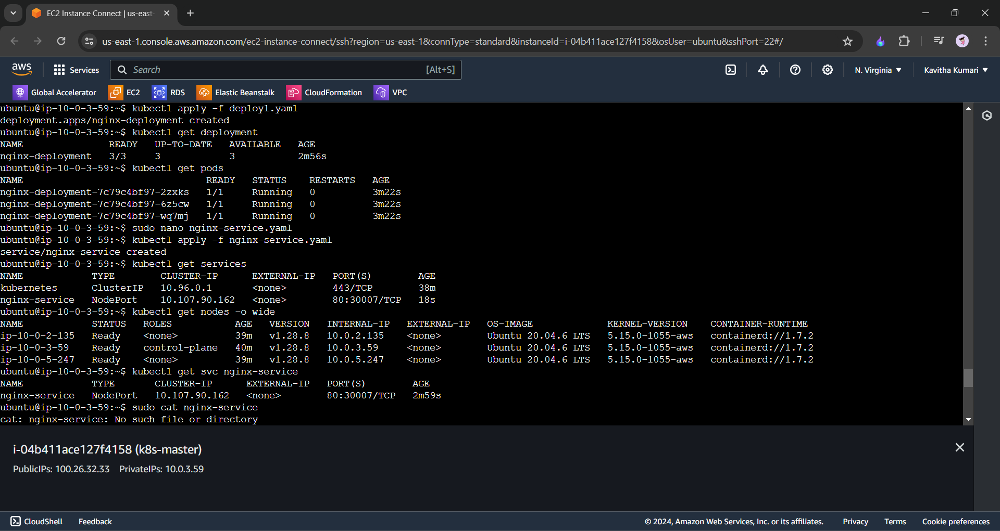 EC2 Instance Connect | us-east-
us-east-1.console.aws.amazon.com/ec2-instance-connect/ssh?region=us-east-1&connType=standard&instanceId=i-04b411ace127f4158&osUser=ubuntu&sshPort=22#/
aws Services Search [Alt+S] N. Virginia Kavitha Kumari
Global Accelerator EC2 RDS Elastic Beanstalk CloudFormation VPC
ubuntu@ip-10-0-3-59:~$ kubectl apply -f deploy1.yaml
deployment.apps/nginx-deployment created
ubuntu@ip-10-0-3-59:~$ kubectl get deployment
NAME READY UP-TO-DATE AVAILABLE AGE
nginx-deployment 3/3 3 3 2m56s
ubuntu@ip-10-0-3-59:~$ kubectl get pods
NAME READY STATUS RESTARTS AGE
nginx-deployment-7c79c4bf97-2zxks 1/1 Running 0 3m22s
nginx-deployment-7c79c4bf97-6z5cw 1/1 Running 0 3m22s
nginx-deployment-7c79c4bf97-wq7mj 1/1 Running 0 3m22s
ubuntu@ip-10-0-3-59:~$ sudo nano nginx-service.yaml
ubuntu@ip-10-0-3-59:~$ kubectl apply -f nginx-service.yaml
service/nginx-service created
ubuntu@ip-10-0-3-59:~$ kubectl get services
NAME TYPE CLUSTER-IP EXTERNAL-IP PORT(S) AGE
kubernetes ClusterIP 10.96.0.1 <none> 443/TCP 38m
nginx-service NodePort 10.107.90.162 <none> 80:30007/TCP 18s
ubuntu@ip-10-0-3-59:~$ kubectl get nodes -o wide
NAME STATUS ROLES AGE VERSION INTERNAL-IP EXTERNAL-IP OS-IMAGE KERNEL-VERSION CONTAINER-RUNTIME
ip-10-0-2-135 Ready <none> 39m v1.28.8 10.0.2.135 <none> Ubuntu 20.04.6 LTS 5.15.0-1055-aws containerd://1.7.2
ip-10-0-3-59 Ready control-plane 40m v1.28.8 10.0.3.59 <none> Ubuntu 20.04.6 LTS 5.15.0-1055-aws containerd://1.7.2
ip-10-0-5-247 Ready <none> 39m v1.28.8 10.0.5.247 <none> Ubuntu 20.04.6 LTS 5.15.0-1055-aws containerd://1.7.2
ubuntu@ip-10-0-3-59:~$ kubectl get svc nginx-service
NAME TYPE CLUSTER-IP EXTERNAL-IP PORT(S) AGE
nginx-service NodePort 10.107.90.162 <none> 80:30007/TCP 2m59s
ubuntu@ip-10-0-3-59:~$ sudo cat nginx-service
cat: nginx-service: No such file or directory
i-04b411ace127f4158 (k8s-master)
PublicIPs: 100.26.32.33 PrivateIPs: 10.0.3.59
CloudShell Feedback © 2024, Amazon Web Services, Inc. or its affiliates. Privacy Terms Cookie preferences